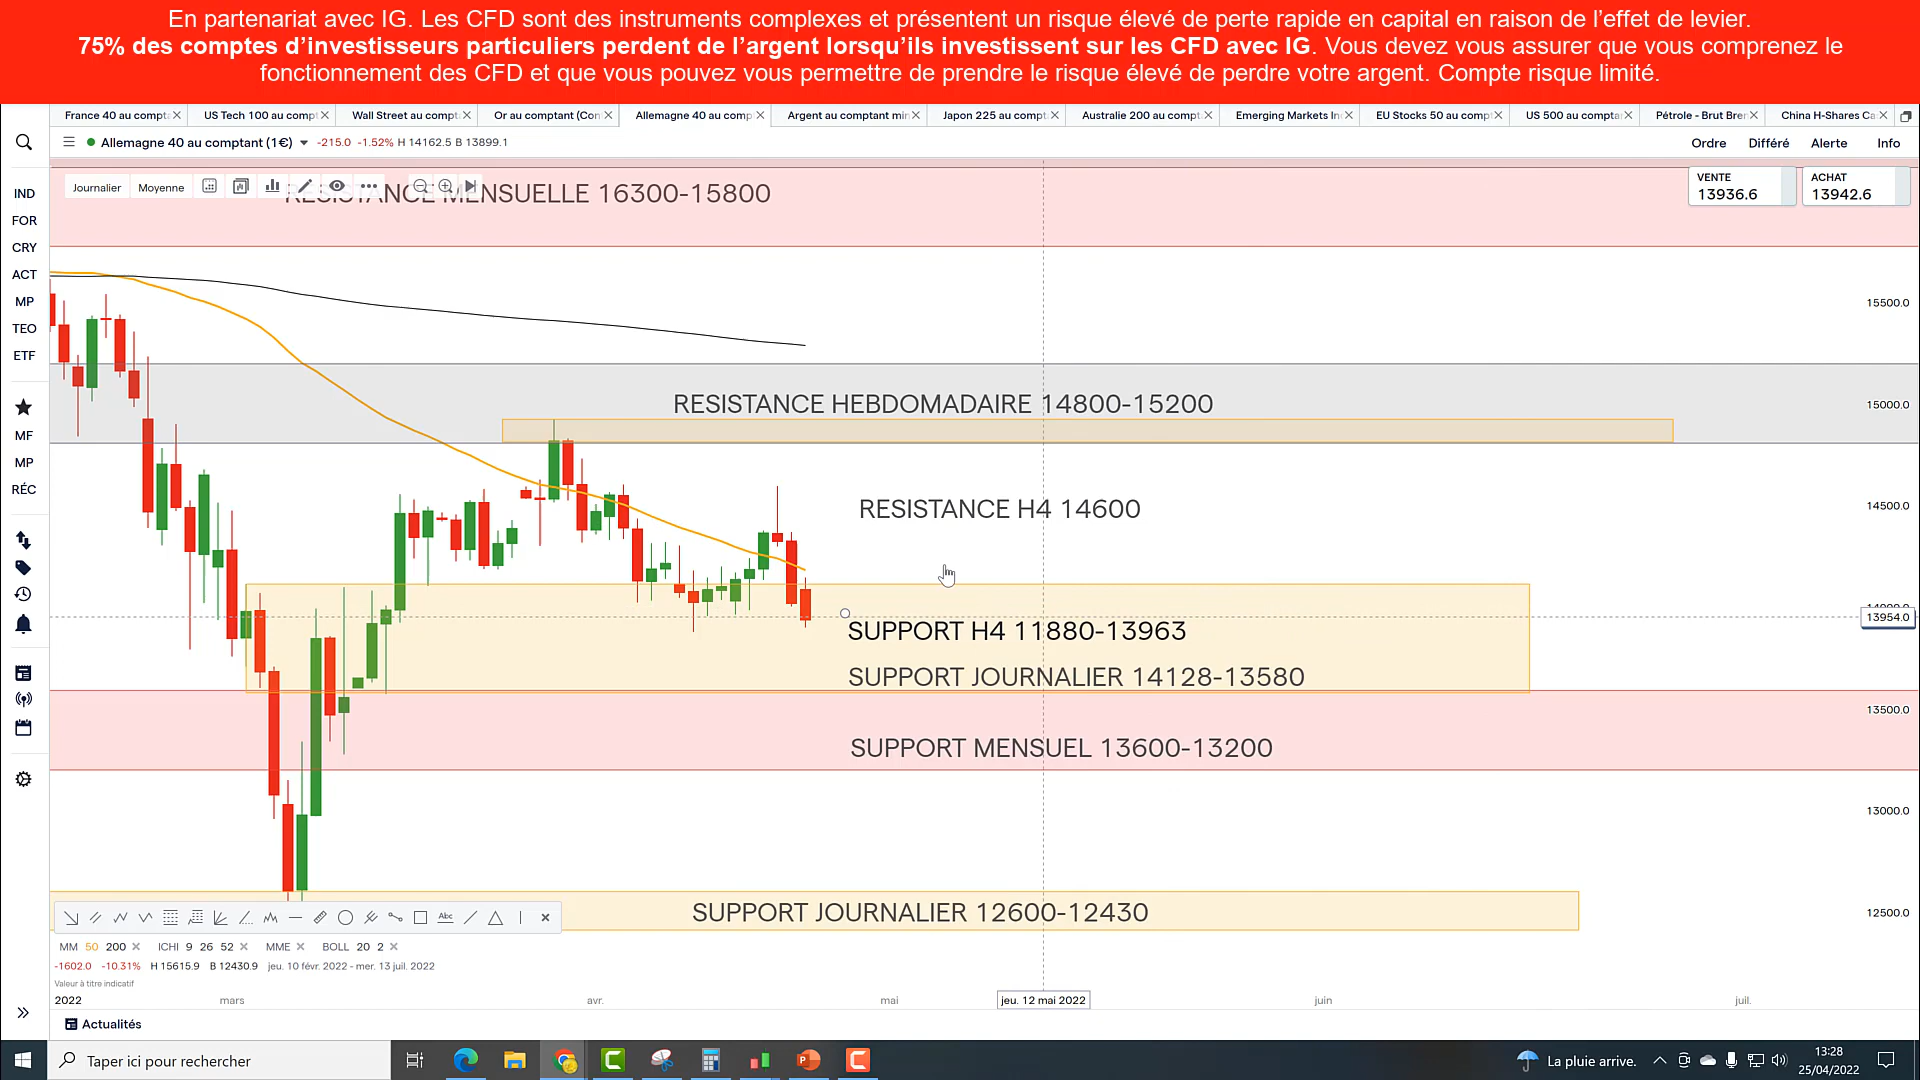 En partenariat avec IG. Les CFD sont des instruments complexes et présentent un risque élevé de perte rapide en capital en raison de l'effet de levier.
75% des comptes d'investisseurs particuliers perdent de l'argent lorsqu'ils investissent sur les CFD avec IG. Vous devez vous assurer que vous comprenez le
fonctionnement des CFD et que vous pouvez vous permettre de prendre le risque élevé de perdre votre argent. Compte risque limité.
France 40 au compt US Tech 100 au compt Wall Street au compt Or au comptant (Con Allemagne 40 au comp Argent au comptant min Japon 225 au compt. Australie 200 au compt. Emerging Markets In EU Stocks 50 au compt US 500 au compta Pétrole - Brut Bren China H-Shares Ca
Allemagne 40 au comptant (1€) -215.0 -1.52% H 14162.5 B 13899.1
Ordre Différé Alerte Info
Journalier Moyenne
RESISTANCE MENSUELLE 16300-15800
VENTE
13936.6
ACHAT
13942.6
IND
FOR
CRY
ACT
MP
TEO
ETF
MF
MP
RÉC
15500.0
RESISTANCE HEBDOMADAIRE 14800-15200
15000.0
RESISTANCE H4 14600
14500.0
14000.0
13954.0
SUPPORT H4 11880-13963
SUPPORT JOURNALIER 14128-13580
13500.0
SUPPORT MENSUEL 13600-13200
13000.0
SUPPORT JOURNALIER 12600-12430
12500.0
Abc
MM 50 200 ICHI 9 26 52 MME BOLL 20 2
-1602.0 -10.31% H 15615.9 B 12430.9 jeu. 10 févr. 2022 - mer. 13 juil. 2022
Valeur à titre indicatif
2022 mars avr. mai jeu. 12 mai 2022 juin juil.
Actualités
Taper ici pour rechercher
La pluie arrive.
13:28
25/04/2022